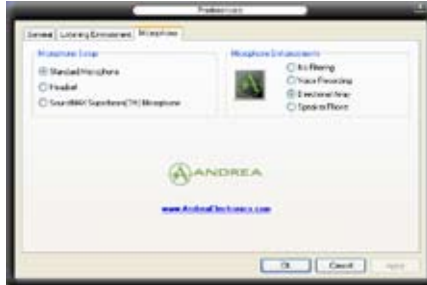 Preferences
General Listening Environment Microphone
Microphone Setup
Standard Microphone
Headset
SoundMAX Superbeam(TM) Microphone
Microphone Enhancements
No Filtering
Voice Recording
Directional Array
Speaker Phone
ANDREA
www.AndreaElectronics.com
OK Cancel Apply